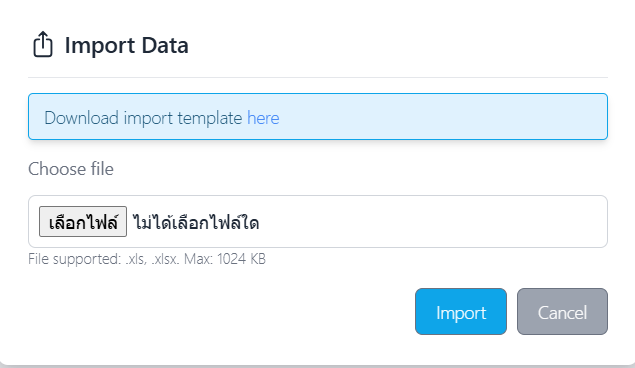 Import Data
Download import template here
Choose file
เลือกไฟล์ ไม่ได้เลือกไฟล์ใด
File supported: .xls, .xlsx. Max: 1024 KB
Import Cancel